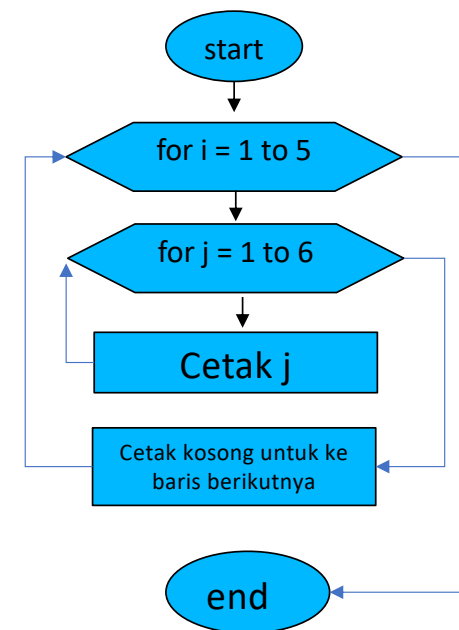 start
for i = 1 to 5
for j = 1 to 6
Cetak j
Cetak kosong untuk ke
baris berikutnya
end